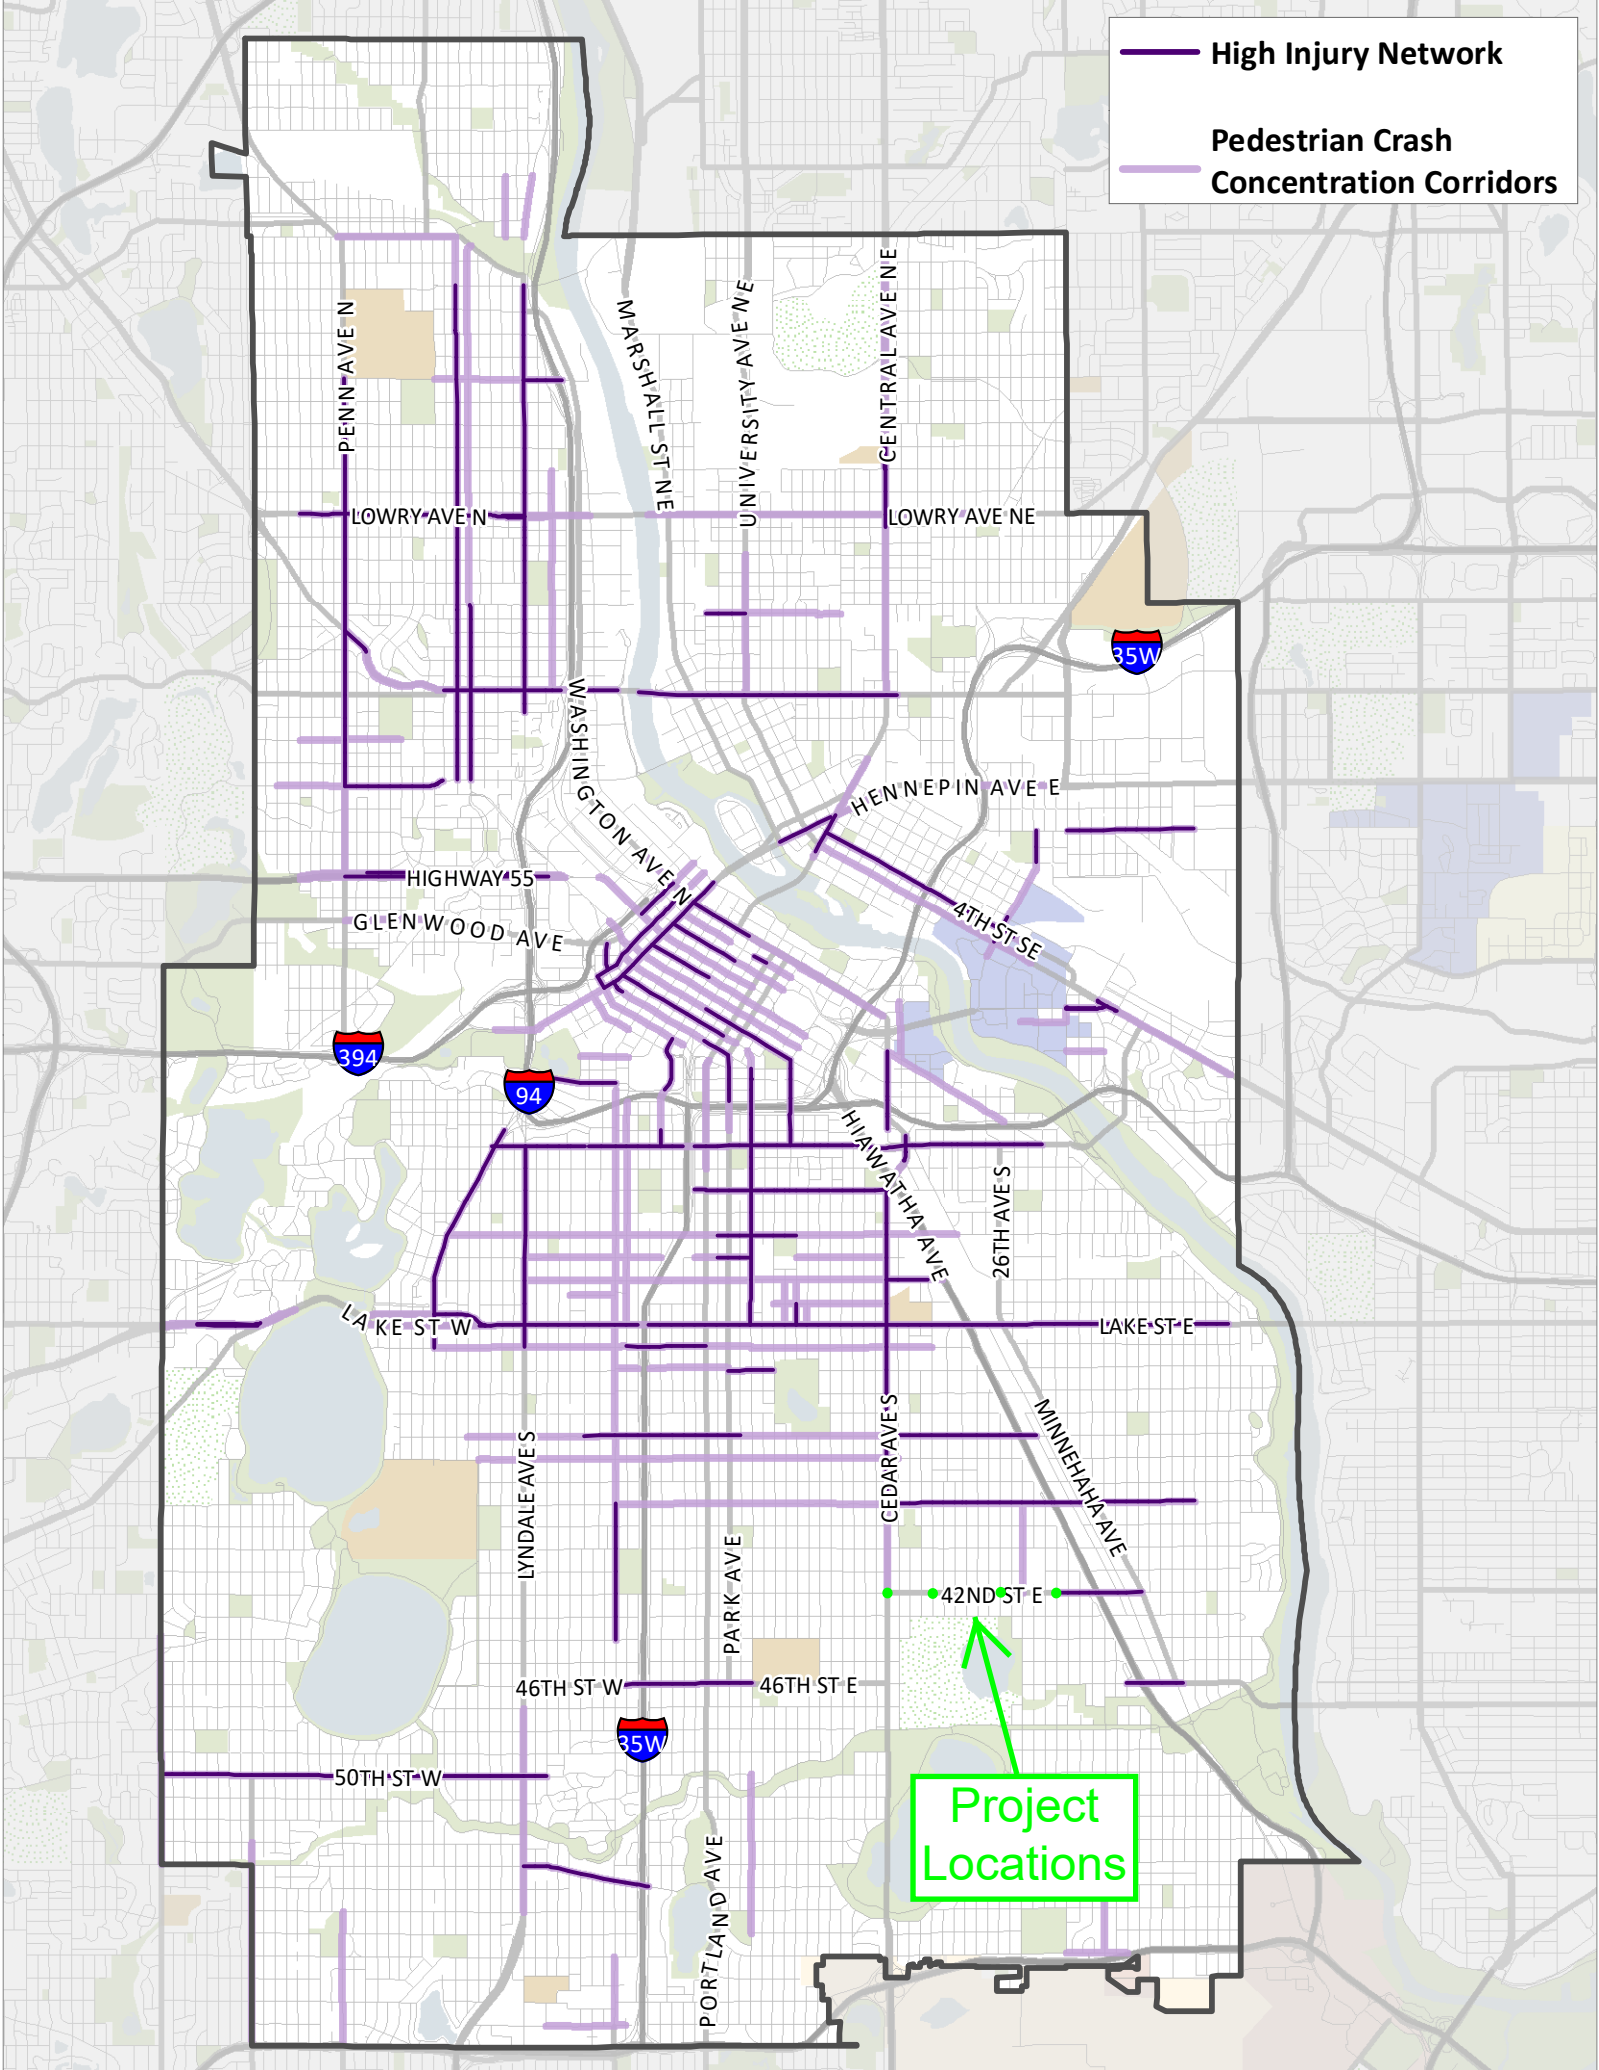 High Injury Network
Pedestrian Crash
Concentration Corridors
PENN AVE N
MARSHALL ST NE
UNIVERSITY AVE NE
CENTRAL AVE NE
LOWRY AVE N
LOWRY AVE NE
35W
WASHINGTON AVE N
HENNEPIN AVE E
HIGHWAY 55
GLENWOOD AVE
4TH ST SE
394
94
HIAWATHA AVE
26TH AVE S
LAKE ST W
LAKE ST E
LYNDALE AVE S
CEDAR AVE S
MINNEHAHA AVE
PARK AVE
42ND ST E
46TH ST W
46TH ST E
35W
50TH ST W
Project
Locations
PORTLAND AVE